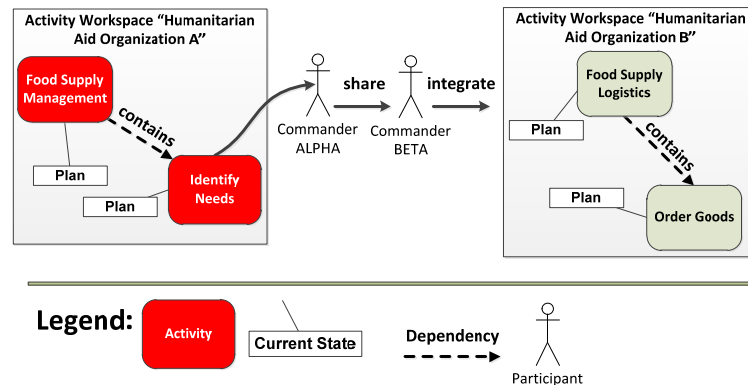 Activity Workspace “Humanitarian
Aid Organization A”
Food Supply
Management
contains
Plan
Plan
Identify
Needs
Commander
ALPHA
share
Commander
BETA
integrate
Activity Workspace “Humanitarian
Aid Organization B”
Food Supply
Logistics
Plan
contains
Plan
Order Goods
Legend:
Activity
Current State
Dependency
Participant